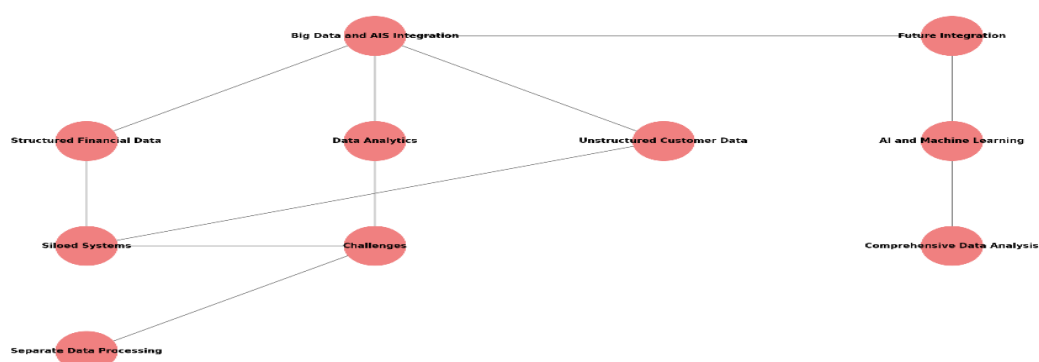 Big Data and AIS Integration
Future Integration
Structured Financial Data
Data Analytics
Unstructured Customer Data
AI and Machine Learning
Siloed Systems
Challenges
Comprehensive Data Analysis
Separate Data Processing